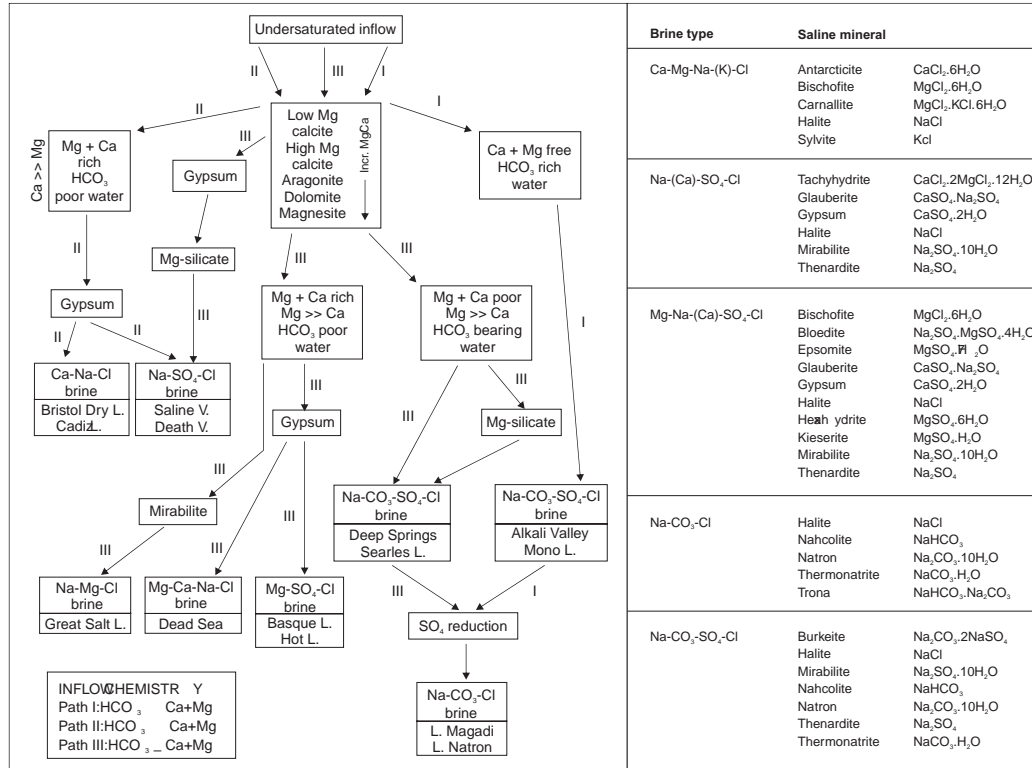 Undersaturated inflow
II
III
I
II
I
Ca >> Mg
Mg + Ca
rich
HCO₃
poor water
III
Gypsum
Low Mg
calcite
High Mg
calcite
Aragonite
Dolomite
Magnesite
Incr. MgCa
Ca + Mg free
HCO₃ rich
water
II
Mg-silicate
III
III
Gypsum
III
Mg + Ca rich
Mg >> Ca
HCO₃ poor
water
Mg + Ca poor
Mg >> Ca
HCO₃ bearing
water
I
II
II
Ca-Na-Cl
brine
Bristol Dry L.
CadizL.
Na-SO₄-Cl
brine
Saline V.
Death V.
III
Gypsum
III
III
Mg-silicate
III
Mirabilite
III
Na-CO₃-SO₄-Cl
brine
Deep Springs
Searles L.
Na-CO₃-SO₄-Cl
brine
Alkali Valley
Mono L.
III
III
Na-Mg-Cl
brine
Great Salt L.
Mg-Ca-Na-Cl
brine
Dead Sea
Mg-SO₄-Cl
brine
Basque L.
Hot L.
III
I
SO₄ reduction
Na-CO₃-Cl
brine
L. Magadi
L. Natron
INFLOWCHEMISTR Y
Path I:HCO₃ Ca+Mg
Path II:HCO₃ Ca+Mg
Path III:HCO ₃ _ Ca+Mg
Brine type Saline mineral
Ca-Mg-Na-(K)-Cl Antarcticite CaCl₂.6H₂O
Bischofite MgCl₂.6H₂O
Carnallite MgCl₂.KCl.6H₂O
Halite NaCl
Sylvite Kcl
Na-(Ca)-SO₄-Cl Tachyhydrite CaCl₂.2MgCl₂.12H₂O
Glauberite CaSO₄.Na₂SO₄
Gypsum CaSO₄.2H₂O
Halite NaCl
Mirabilite Na₂SO₄.10H₂O
Thenardite Na₂SO₄
Mg-Na-(Ca)-SO₄-Cl Bischofite MgCl₂.6H₂O
Bloedite Na₂SO₄.MgSO₄.4H₂O
Epsomite MgSO₄.7H ₂O
Glauberite CaSO₄.Na₂SO₄
Gypsum CaSO₄.2H₂O
Halite NaCl
Hexah ydrite MgSO₄.6H₂O
Kieserite MgSO₄.H₂O
Mirabilite Na₂SO₄.10H₂O
Thenardite Na₂SO₄
Na-CO₃-Cl Halite NaCl
Nahcolite NaHCO₃
Natron Na₂CO₃.10H₂O
Thermonatrite NaCO₃.H₂O
Trona NaHCO₃.Na₂CO₃
Na-CO₃-SO₄-Cl Burkeite Na₂CO₃.2NaSO₄
Halite NaCl
Mirabilite Na₂SO₄.10H₂O
Nahcolite NaHCO₃
Natron Na₂CO₃.10H₂O
Thenardite Na₂SO₄
Thermonatrite NaCO₃.H₂O